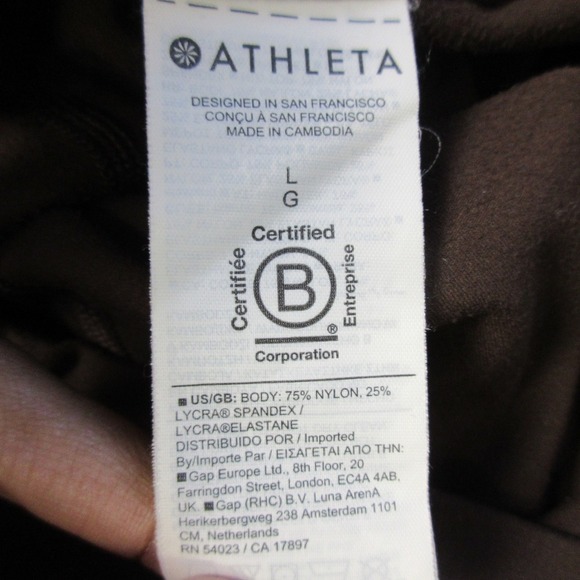 ATHLETA
DESIGNED IN SAN FRANCISCO
CONÇU À SAN FRANCISCO
MADE IN CAMBODIA
L
G
Certified
Certifiée
B
Entreprise
®
Corporation
US/GB: BODY: 75% NYLON, 25%
LYCRA® SPANDEX /
LYCRA®ELASTANE
DISTRIBUIDO POR / Imported
By/Importe Par / ΕΙΣΑΓΕΤΑΙ ΑΠΟ ΤΗΝ:
Gap Europe Ltd., 8th Floor, 20
Farringdon Street, London, EC4A 4AB,
UK. Gap (RHC) B.V. Luna ArenA
Herikerbergweg 238 Amsterdam 1101
CM, Netherlands
RN 54023 / CA 17897